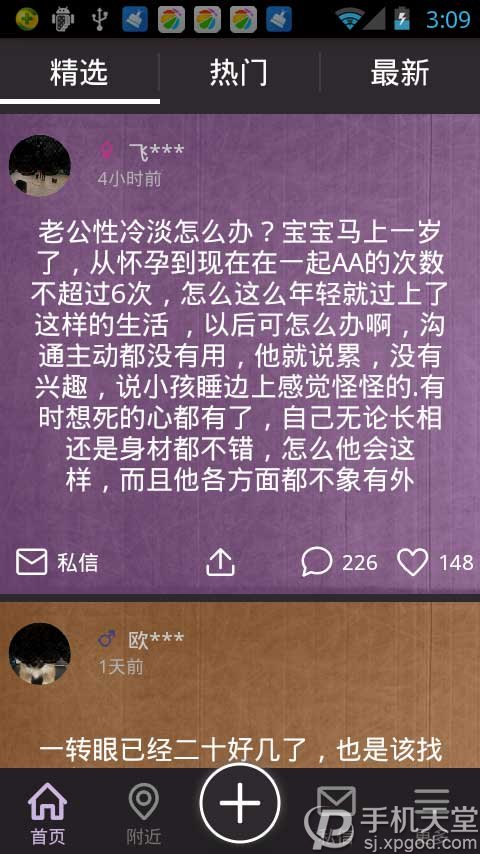 3:09
精选 热门 最新
飞***
4小时前
老公性冷淡怎么办？宝宝马上一岁
了，从怀孕到现在在一起AA的次数
不超过6次，怎么这么年轻就过上了
这样的生活 ，以后可怎么办啊，沟
通主动都没有用，他就说累，没有
兴趣，说小孩睡边上感觉怪怪的.有
时想死的心都有了，自己无论长相
还是身材都不错，怎么他会这
样，而且他各方面都不象有外
私信 226 148
欧***
1天前
一转眼已经二十好几了，也是该找
首页 附近
手机天堂
sj.xpgod.com